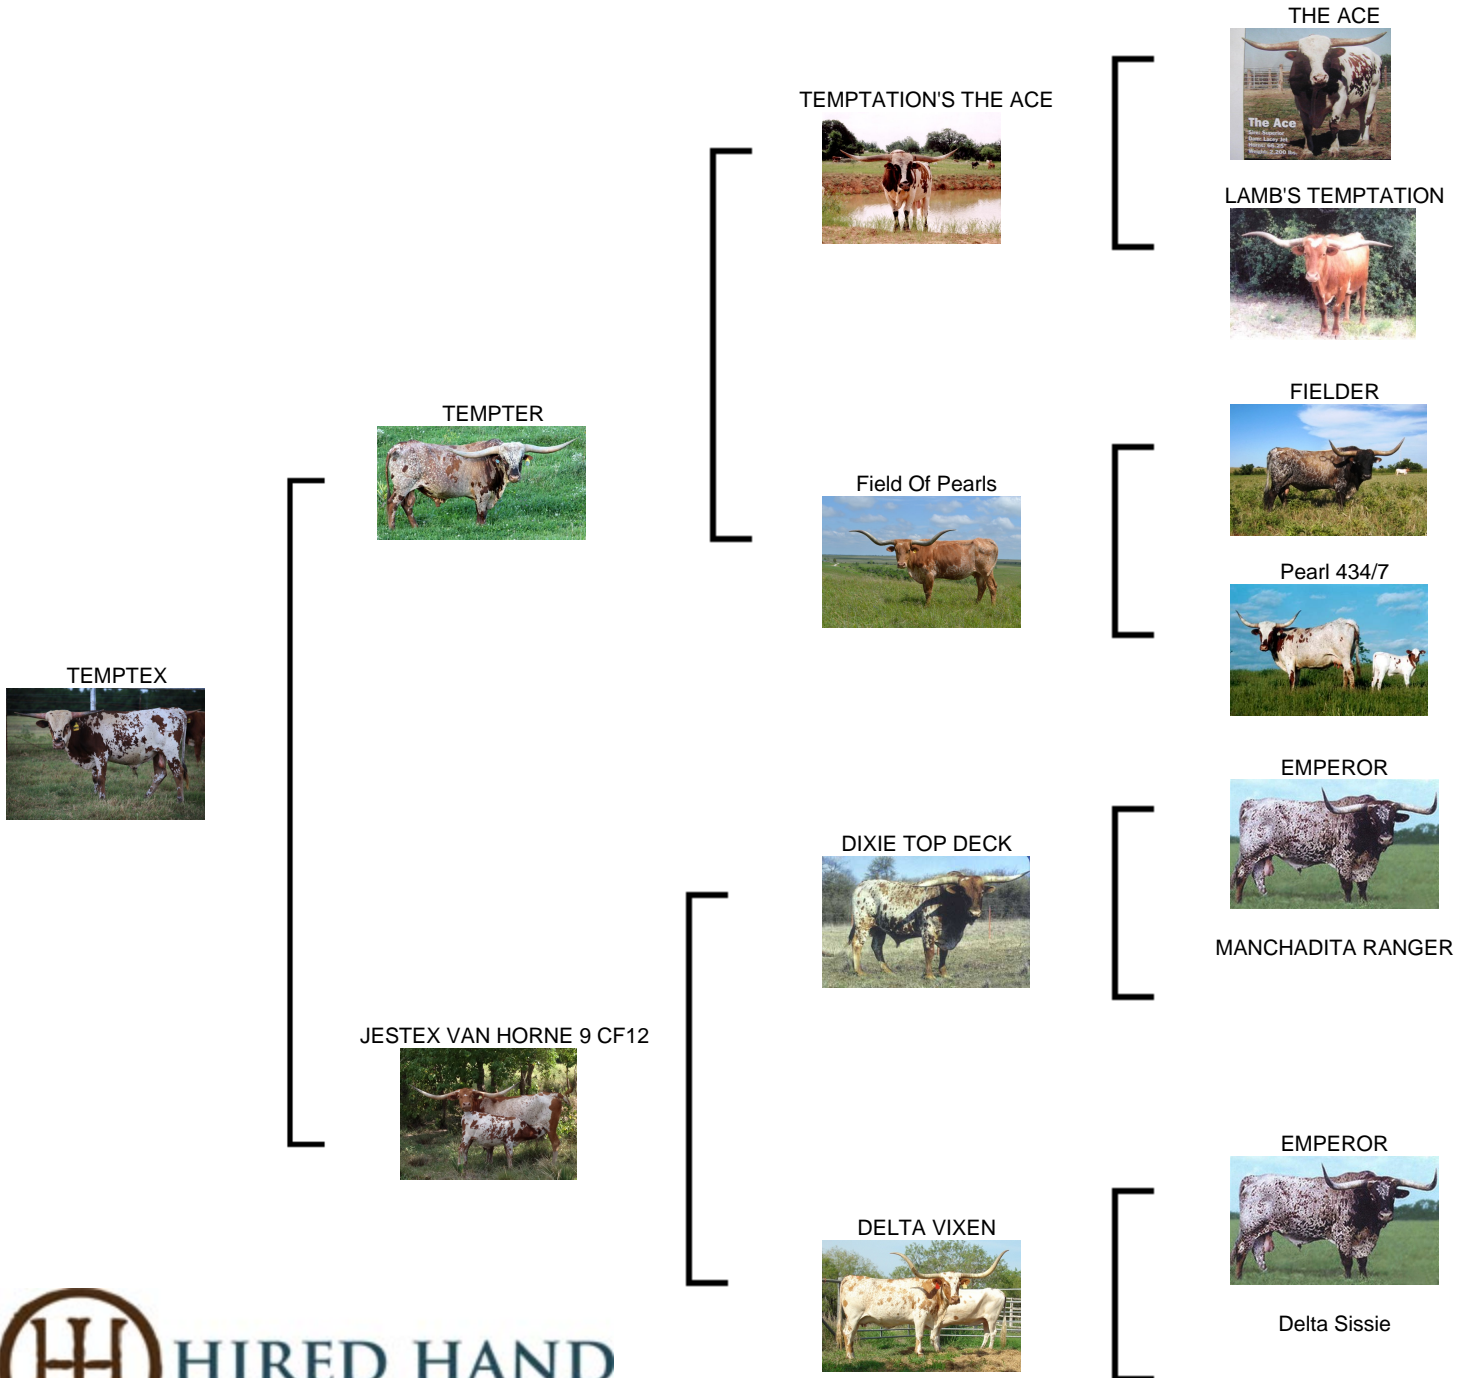 THE ACE
TEMPTATION'S THE ACE
The Ace
LAMB'S TEMPTATION
FIELDER
TEMPTER
Field Of Pearls
Pearl 434/7
TEMPTEX
EMPEROR
DIXIE TOP DECK
MANCHADITA RANGER
JESTEX VAN HORNE 9 CF12
EMPEROR
DELTA VIXEN
Delta Sissie
HIRED HAND